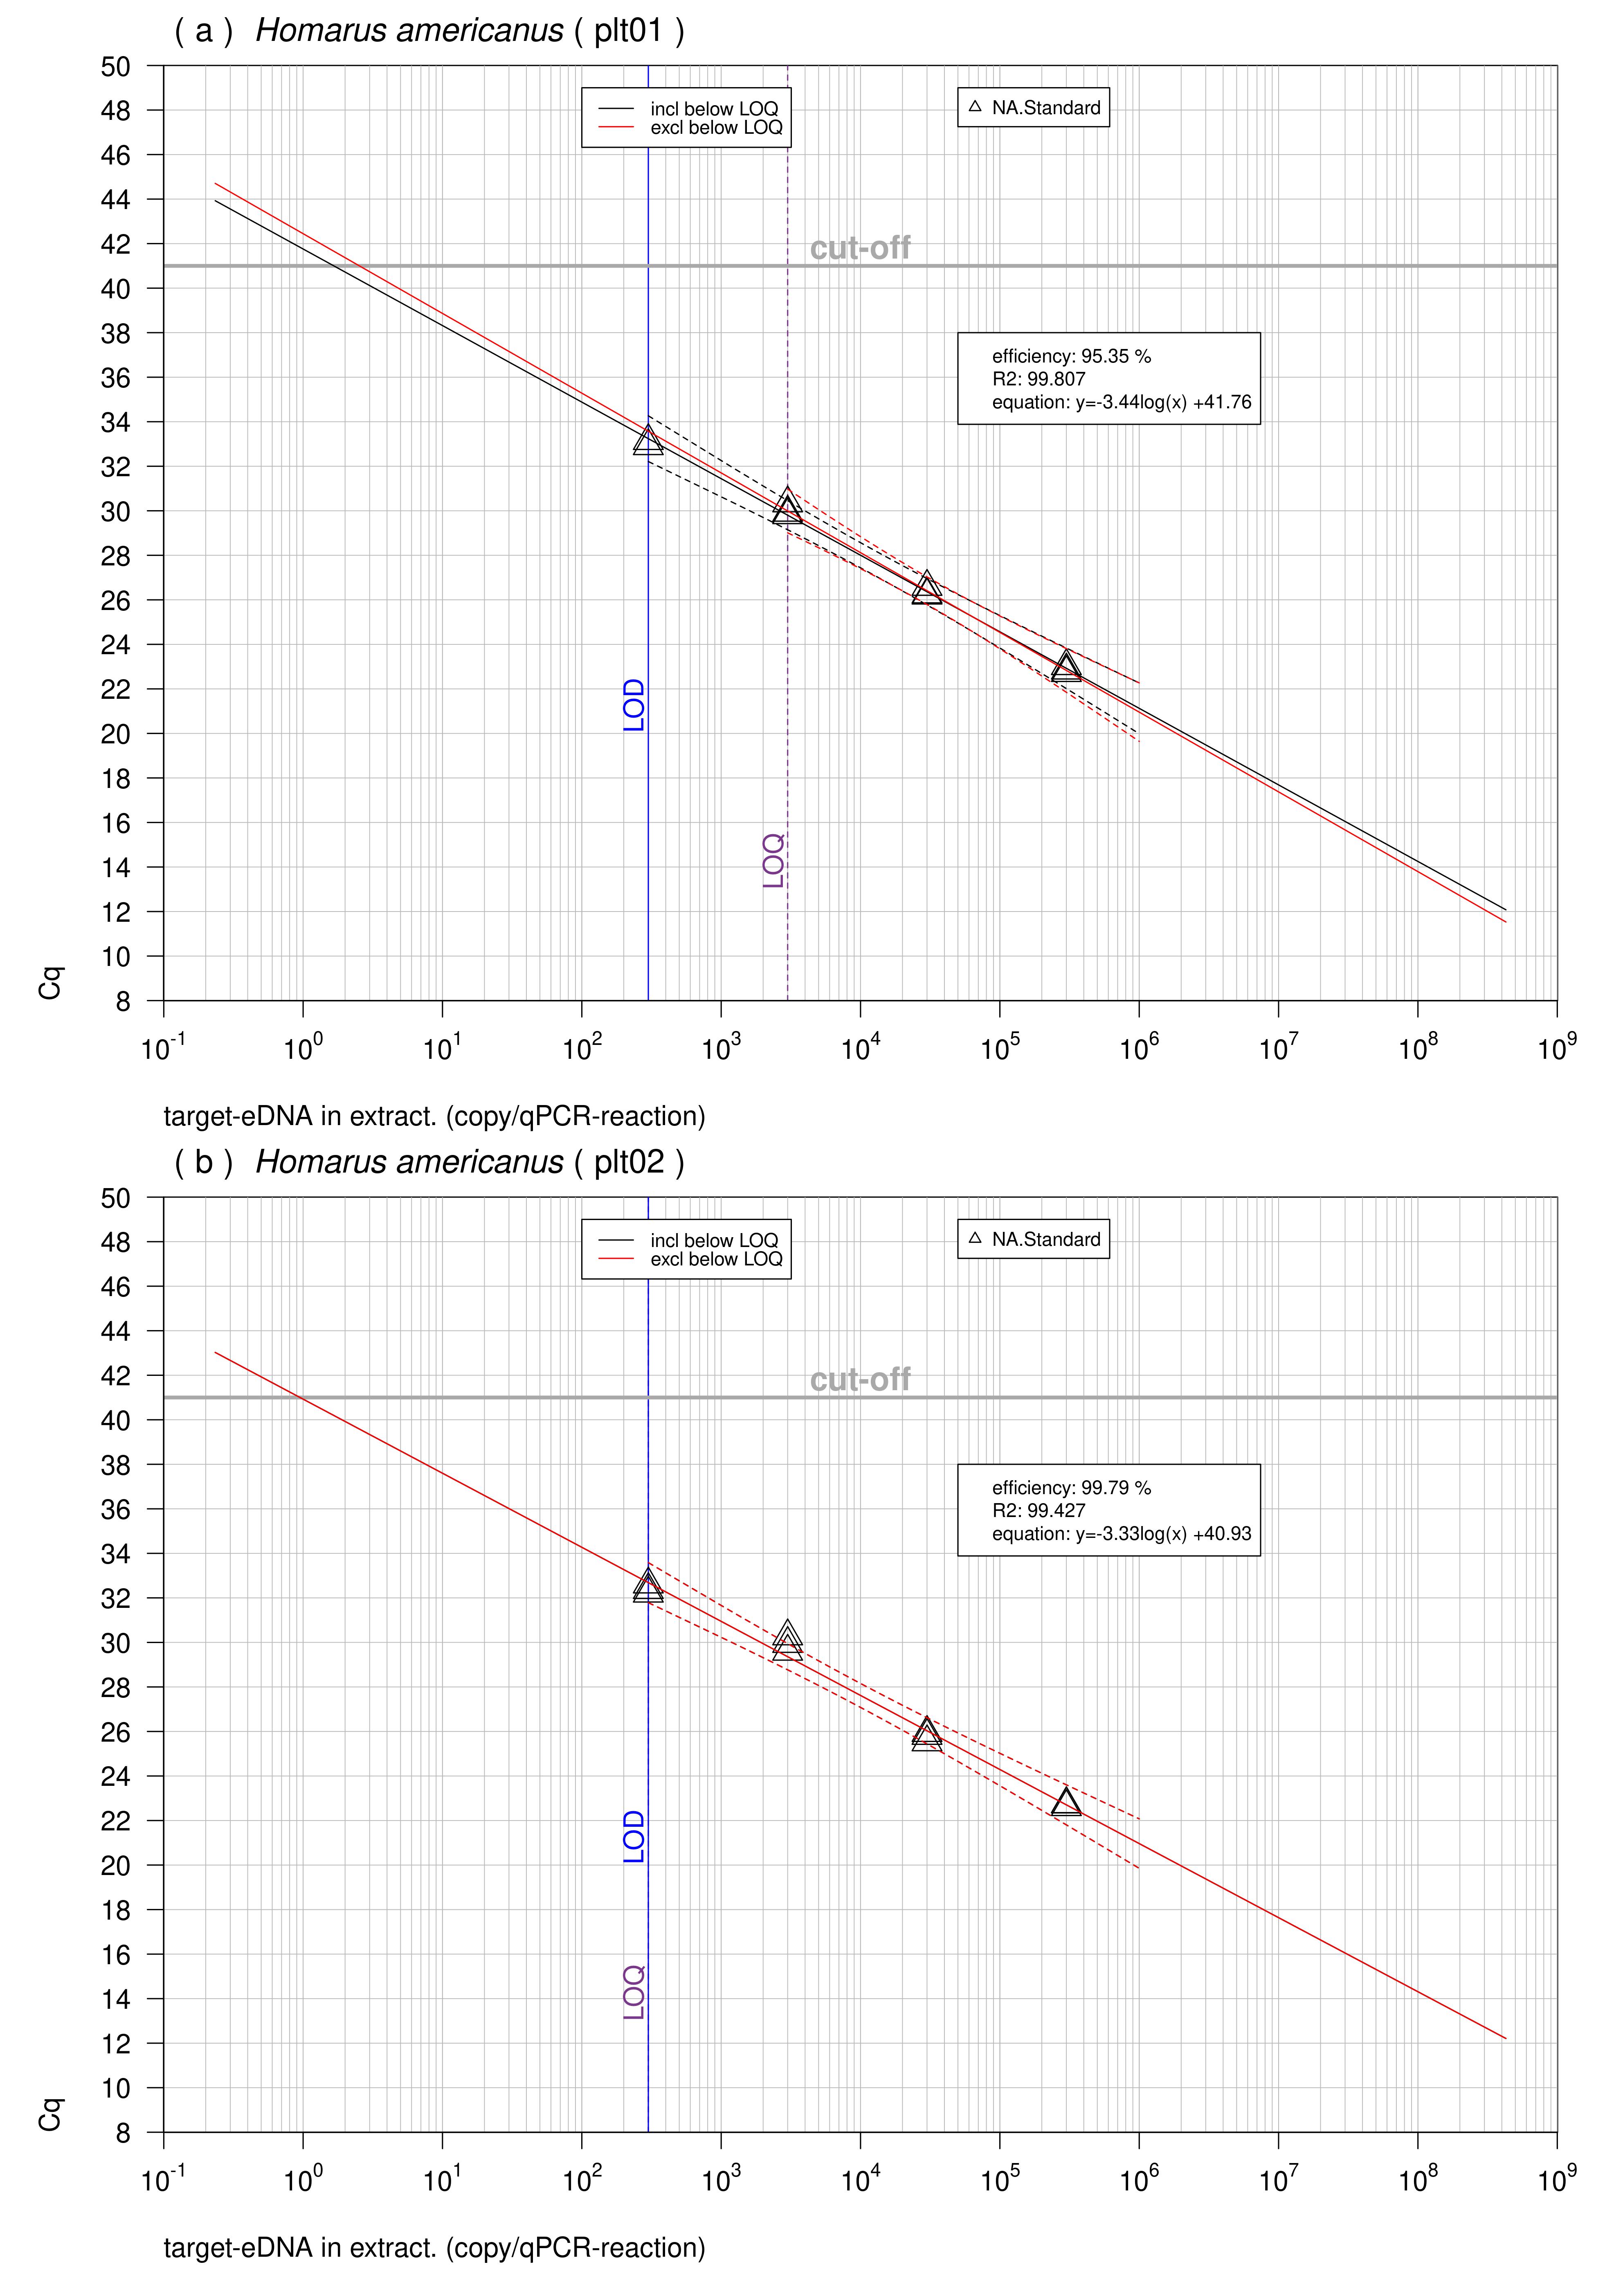 ( a ) Homarus americanus ( plt01 )
50
48
46
44
42
40
38
36
34
32
30
28
26
24
22
20
18
16
14
12
10
8
Cq
incl below LOQ
excl below LOQ
NA.Standard
cut-off
efficiency: 95.35 %
R2: 99.807
equation: y=-3.44log(x) +41.76
LOD
LOQ
10-1 100 101 102 103 104 105 106 107 108 109
target-eDNA in extract. (copy/qPCR-reaction)
( b ) Homarus americanus ( plt02 )
50
48
46
44
42
40
38
36
34
32
30
28
26
24
22
20
18
16
14
12
10
8
Cq
incl below LOQ
excl below LOQ
NA.Standard
cut-off
efficiency: 99.79 %
R2: 99.427
equation: y=-3.33log(x) +40.93
LOD
LOQ
10-1 100 101 102 103 104 105 106 107 108 109
target-eDNA in extract. (copy/qPCR-reaction)